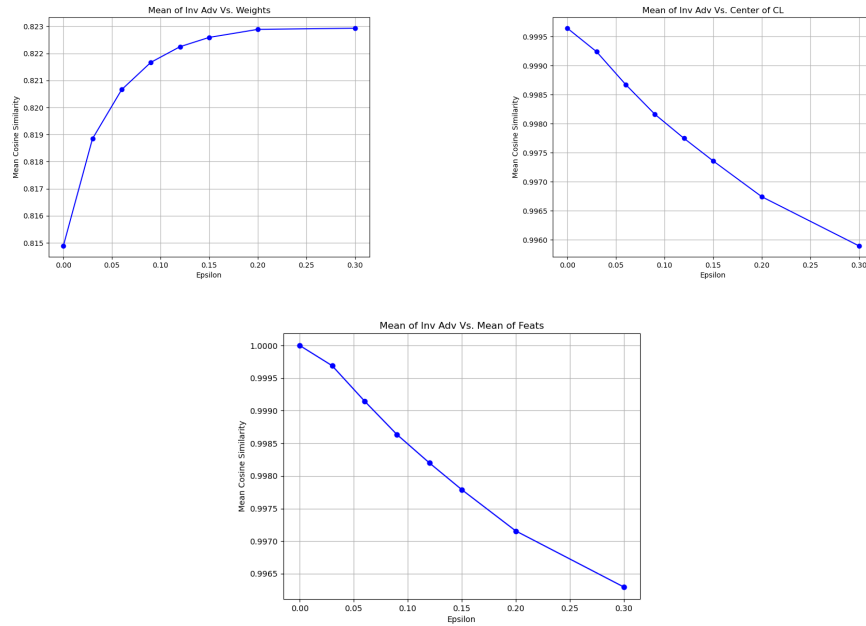 Mean of Inv Adv Vs. Weights
0.823
0.822
0.821
0.820
0.819
0.818
0.817
0.816
0.815
Mean Cosine Similarity
0.00 0.05 0.10 0.15 0.20 0.25 0.30
Epsilon
Mean of Inv Adv Vs. Center of CL
0.9995
0.9990
0.9985
0.9980
0.9975
0.9970
0.9965
0.9960
Mean Cosine Similarity
0.00 0.05 0.10 0.15 0.20 0.25 0.30
Epsilon
Mean of Inv Adv Vs. Mean of Feats
1.0000
0.9995
0.9990
0.9985
0.9980
0.9975
0.9970
0.9965
Mean Cosine Similarity
0.00 0.05 0.10 0.15 0.20 0.25 0.30
Epsilon